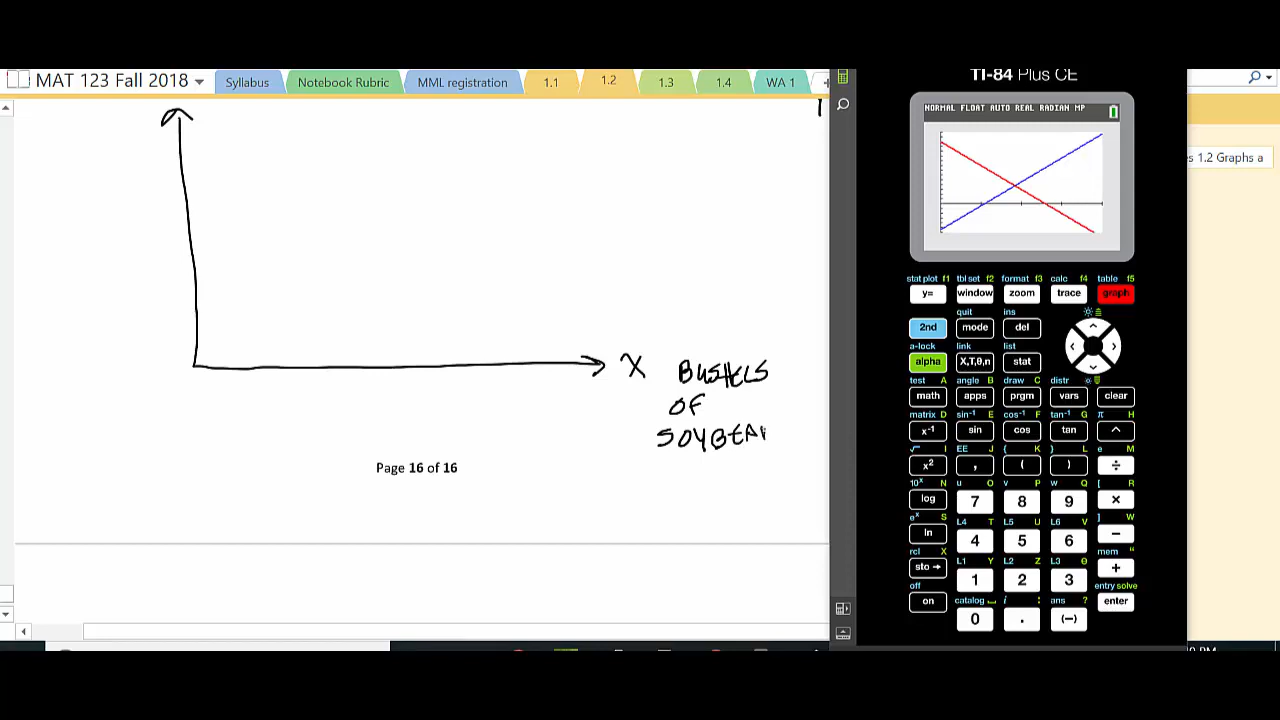 MAT 123 Fall 2018
Syllabus
Notebook Rubric
MML registration
1.1
1.2
1.3
1.4
WA 1
s 1.2 Graphs a
X BUSHELS
OF
SOYBEAN
Page 16 of 16
TI-84 Plus CE
NORMAL FLOAT AUTO REAL RADIAN MP
stat plot f1 tbl set f2 format f3 calc f4 table f5
y= window zoom trace graph
quit ins
2nd mode del
a-lock link list
alpha X,T,θ,n stat
test A angle B draw C distr
math apps prgm vars clear
matrix D sin⁻¹ E cos⁻¹ F tan⁻¹ G π H
x⁻¹ sin cos tan ^
√ I EE J { K } L e M
x² , ( ) ÷
10ˣ N u O v P w Q [ R
log 7 8 9 ×
eˣ S L4 T L5 U L6 V ] W
ln 4 5 6 −
rcl X L1 Y L2 Z L3 θ mem "
sto → 1 2 3 +
off catalog i : ans ? entry solve
on 0 . (−) enter
PM